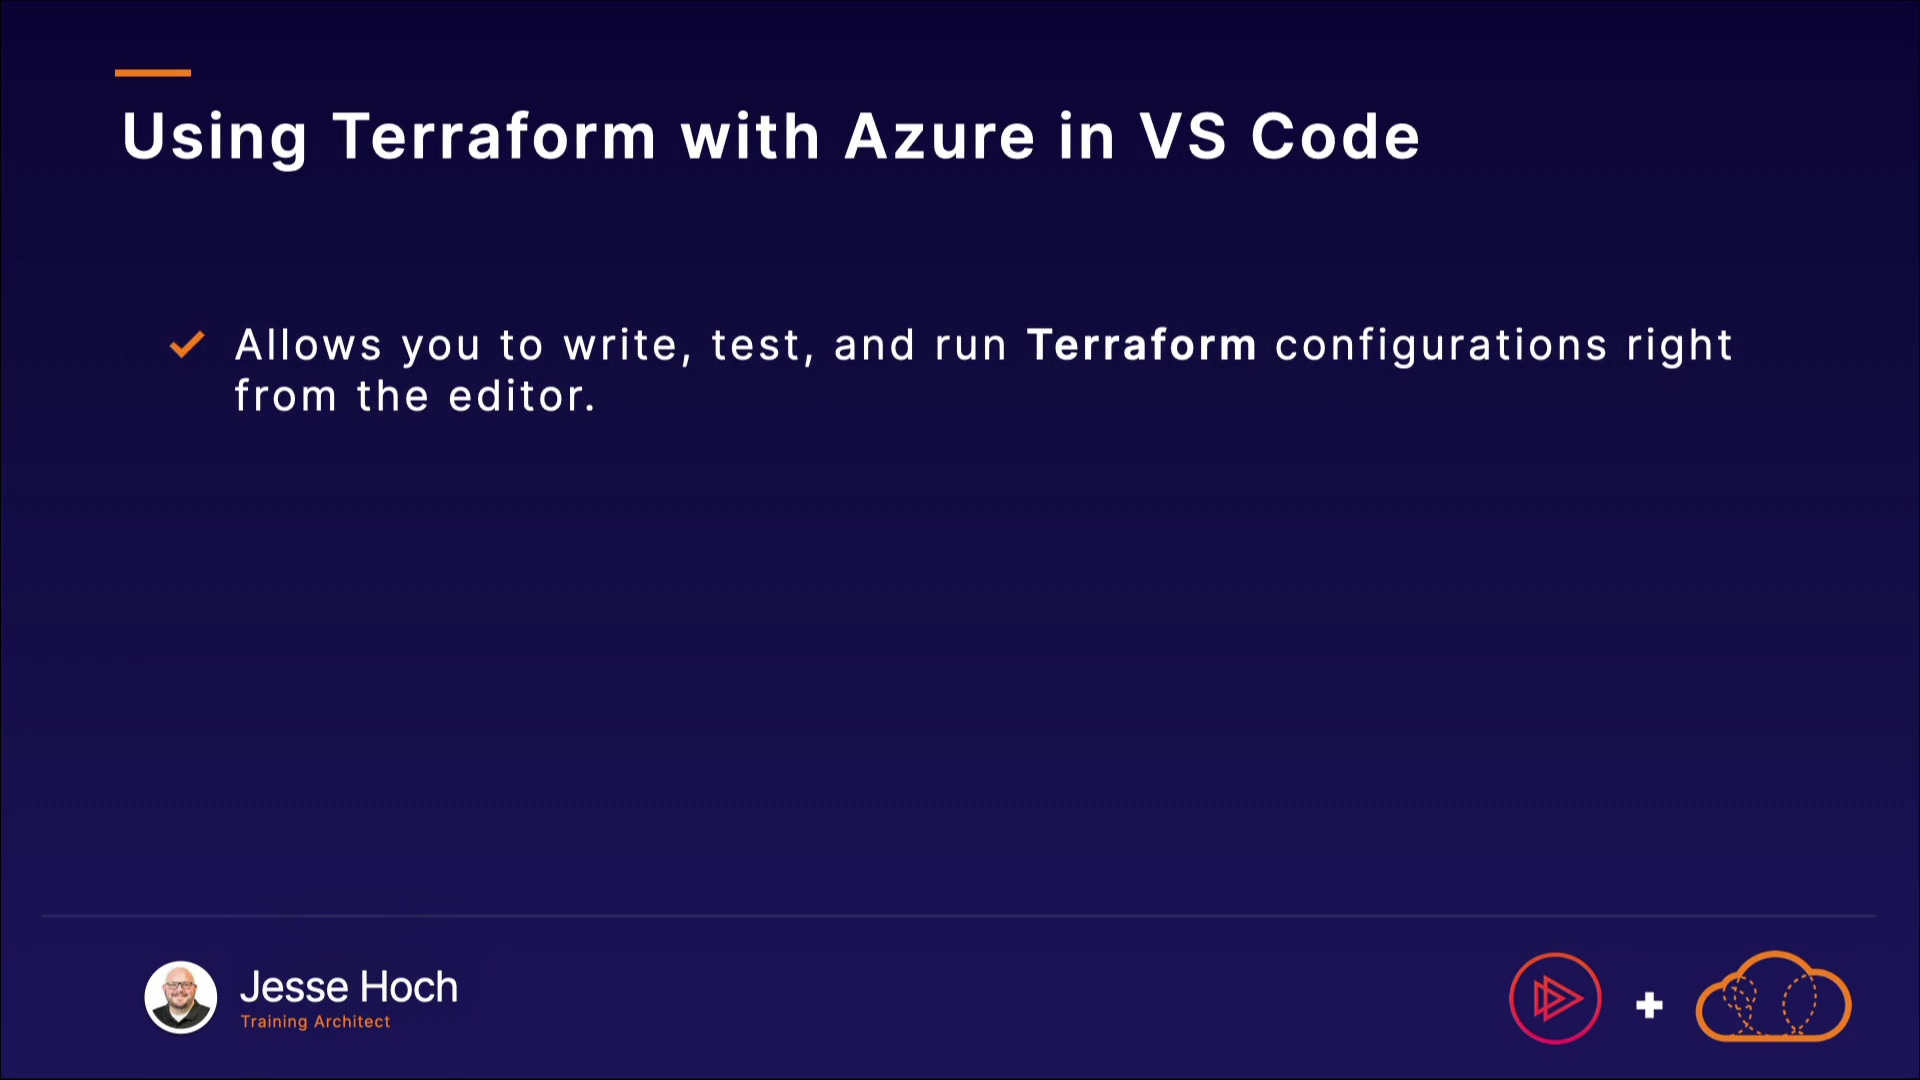 Using Terraform with Azure in VS Code
Allows you to write, test, and run Terraform configurations right
from the editor.
Jesse Hoch
Training Architect